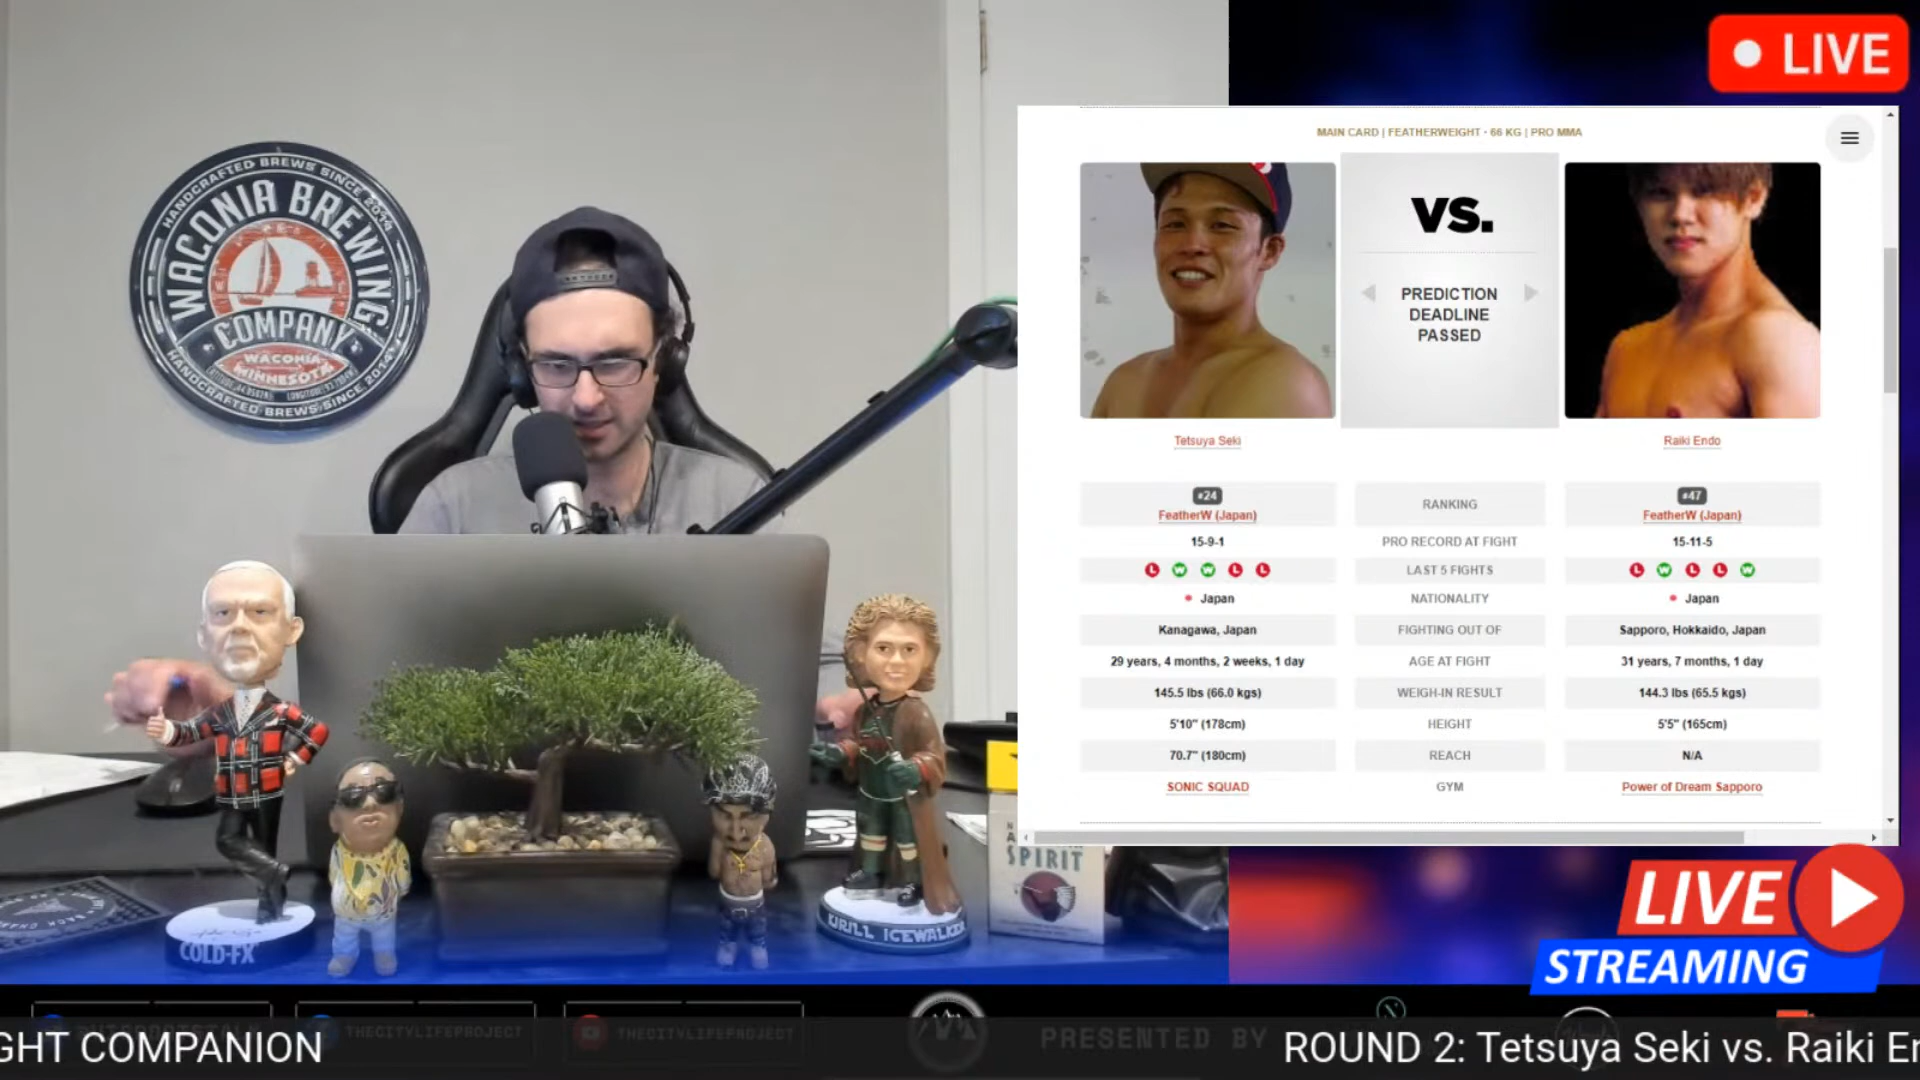 LIVE
HANDCRAFTED BREWS SINCE 2014
WACONIA BREWING
COMPANY
WACONIA
MINNESOTA
HANDCRAFTED BREWS SINCE 2014
MAIN CARD | FEATHERWEIGHT · 66 KG | PRO MMA
VS.
PREDICTION
DEADLINE
PASSED
Tetsuya Seki
Raiki Endo
#24
FeatherW (Japan)
RANKING
#47
FeatherW (Japan)
15-9-1
PRO RECORD AT FIGHT
15-11-5
L W W L L
LAST 5 FIGHTS
L W L L W
Japan
NATIONALITY
Japan
Kanagawa, Japan
FIGHTING OUT OF
Sapporo, Hokkaido, Japan
29 years, 4 months, 2 weeks, 1 day
AGE AT FIGHT
31 years, 7 months, 1 day
145.5 lbs (66.0 kgs)
WEIGH-IN RESULT
144.3 lbs (65.5 kgs)
5'10" (178cm)
HEIGHT
5'5" (165cm)
70.7" (180cm)
REACH
N/A
SONIC SQUAD
GYM
Power of Dream Sapporo
SPIRIT
COLD-FX
KIRILL ICEWALKER
LIVE
STREAMING
THECITYLIFEPROJECT
THECITYLIFEPROJECT
PRESENTED BY
GHT COMPANION
ROUND 2: Tetsuya Seki vs. Raiki En